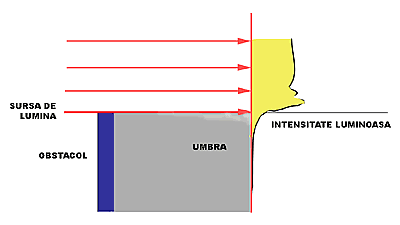 SURSA DE
LUMINA
INTENSITATE LUMINOASA
UMBRA
OBSTACOL